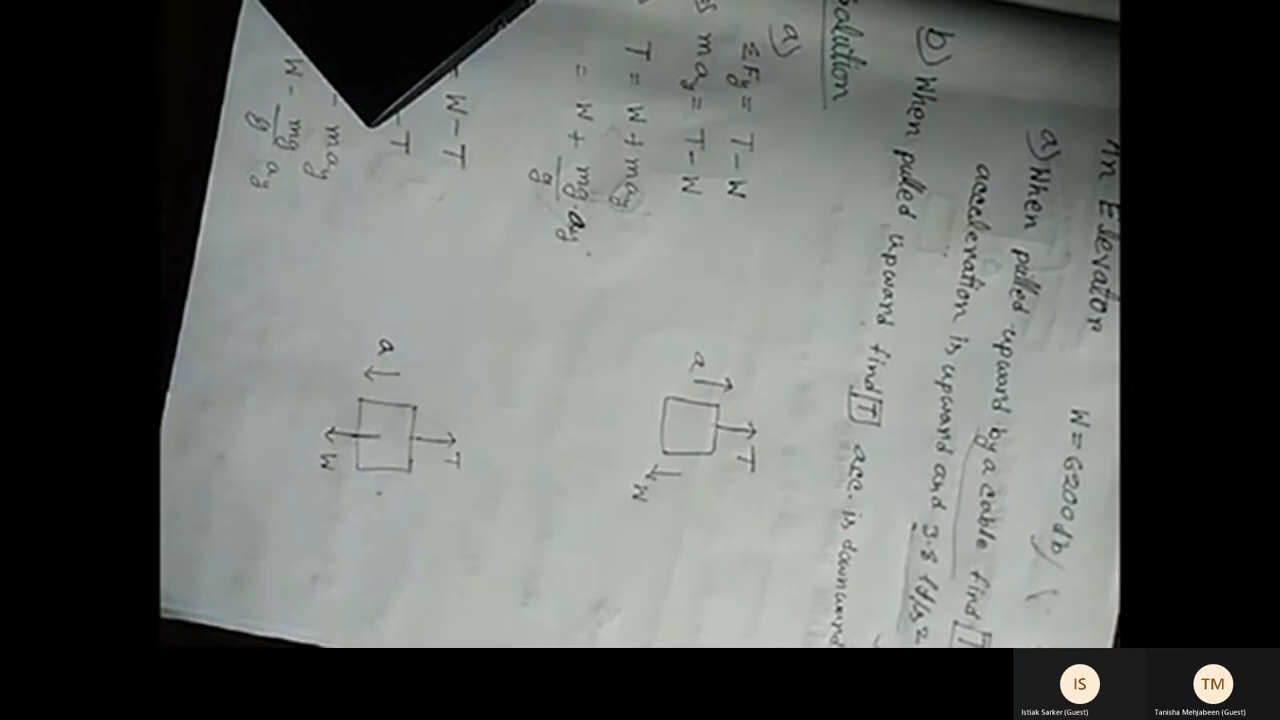 An Elevator W = 6200 lb
a) When pulled upward by a cable find T
acceleration is upward and 3.8 ft/s2
b) When pulled upward find T acc. is downward
Solution
a)
ΣFy = T - W
may = T - W
T = W + may
= W + mg/g . ay
a T W
- W - T
- T
- may
W - mg/g ay
a T W
IS
Istiak Sarker (Guest)
TM
Tanisha Mehjabeen (Guest)